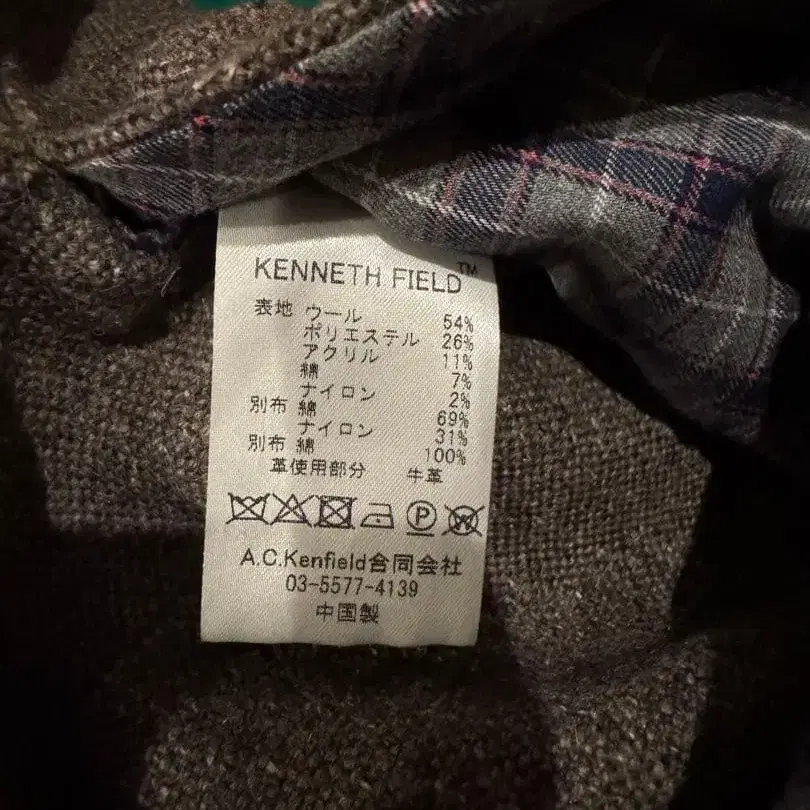 KENNETH FIELD™
表地 ウール 54%
ポリエステル 26%
アクリル 11%
綿 7%
ナイロン 2%
別布 綿 69%
ナイロン 31%
別布 綿 100%
革使用部分 牛革
P W
A.C.Kenfield合同会社
03-5577-4139
中国製